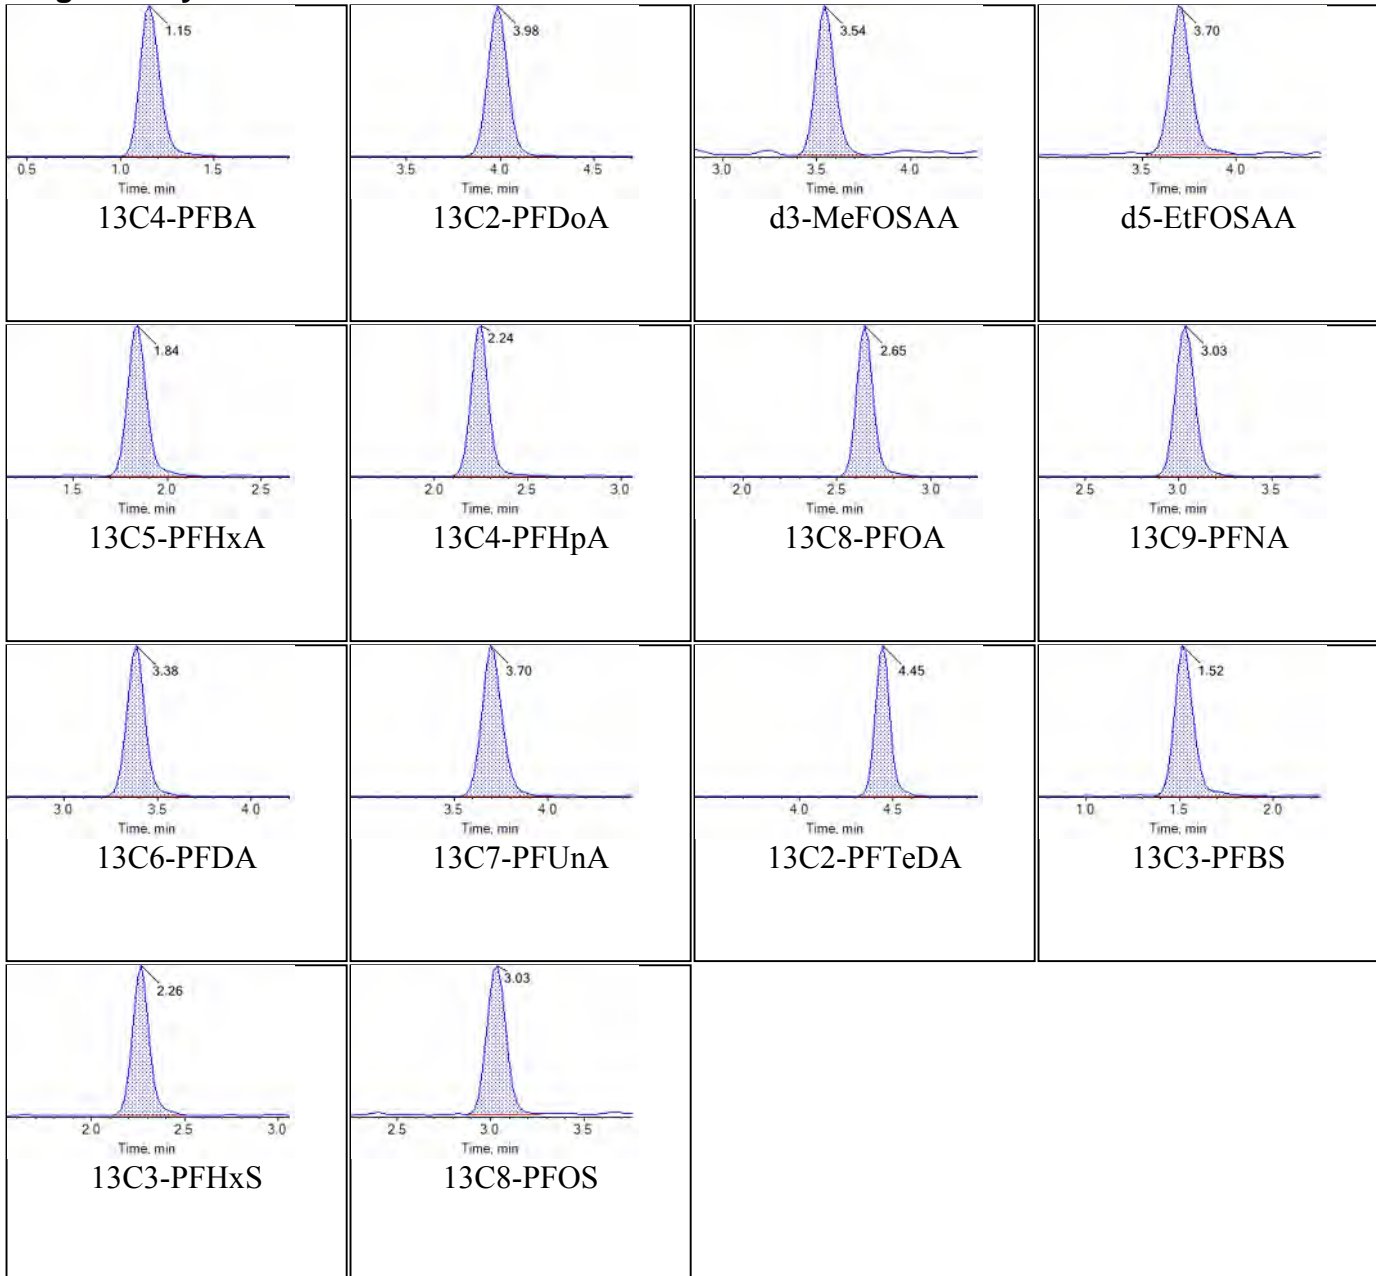 1.15
0.5 1.0 1.5
Time, min
13C4-PFBA
3.98
3.5 4.0 4.5
Time, min
13C2-PFDoA
3.54
3.0 3.5 4.0
Time, min
d3-MeFOSAA
3.70
3.5 4.0
Time, min
d5-EtFOSAA
1.84
1.5 2.0 2.5
Time, min
13C5-PFHxA
2.24
2.0 2.5 3.0
Time, min
13C4-PFHpA
2.65
2.0 2.5 3.0
Time, min
13C8-PFOA
3.03
2.5 3.0 3.5
Time, min
13C9-PFNA
3.38
3.0 3.5 4.0
Time, min
13C6-PFDA
3.70
3.5 4.0
Time, min
13C7-PFUnA
4.45
4.0 4.5
Time, min
13C2-PFTeDA
1.52
1.0 1.5 2.0
Time, min
13C3-PFBS
2.26
2.0 2.5 3.0
Time, min
13C3-PFHxS
3.03
2.5 3.0 3.5
Time, min
13C8-PFOS